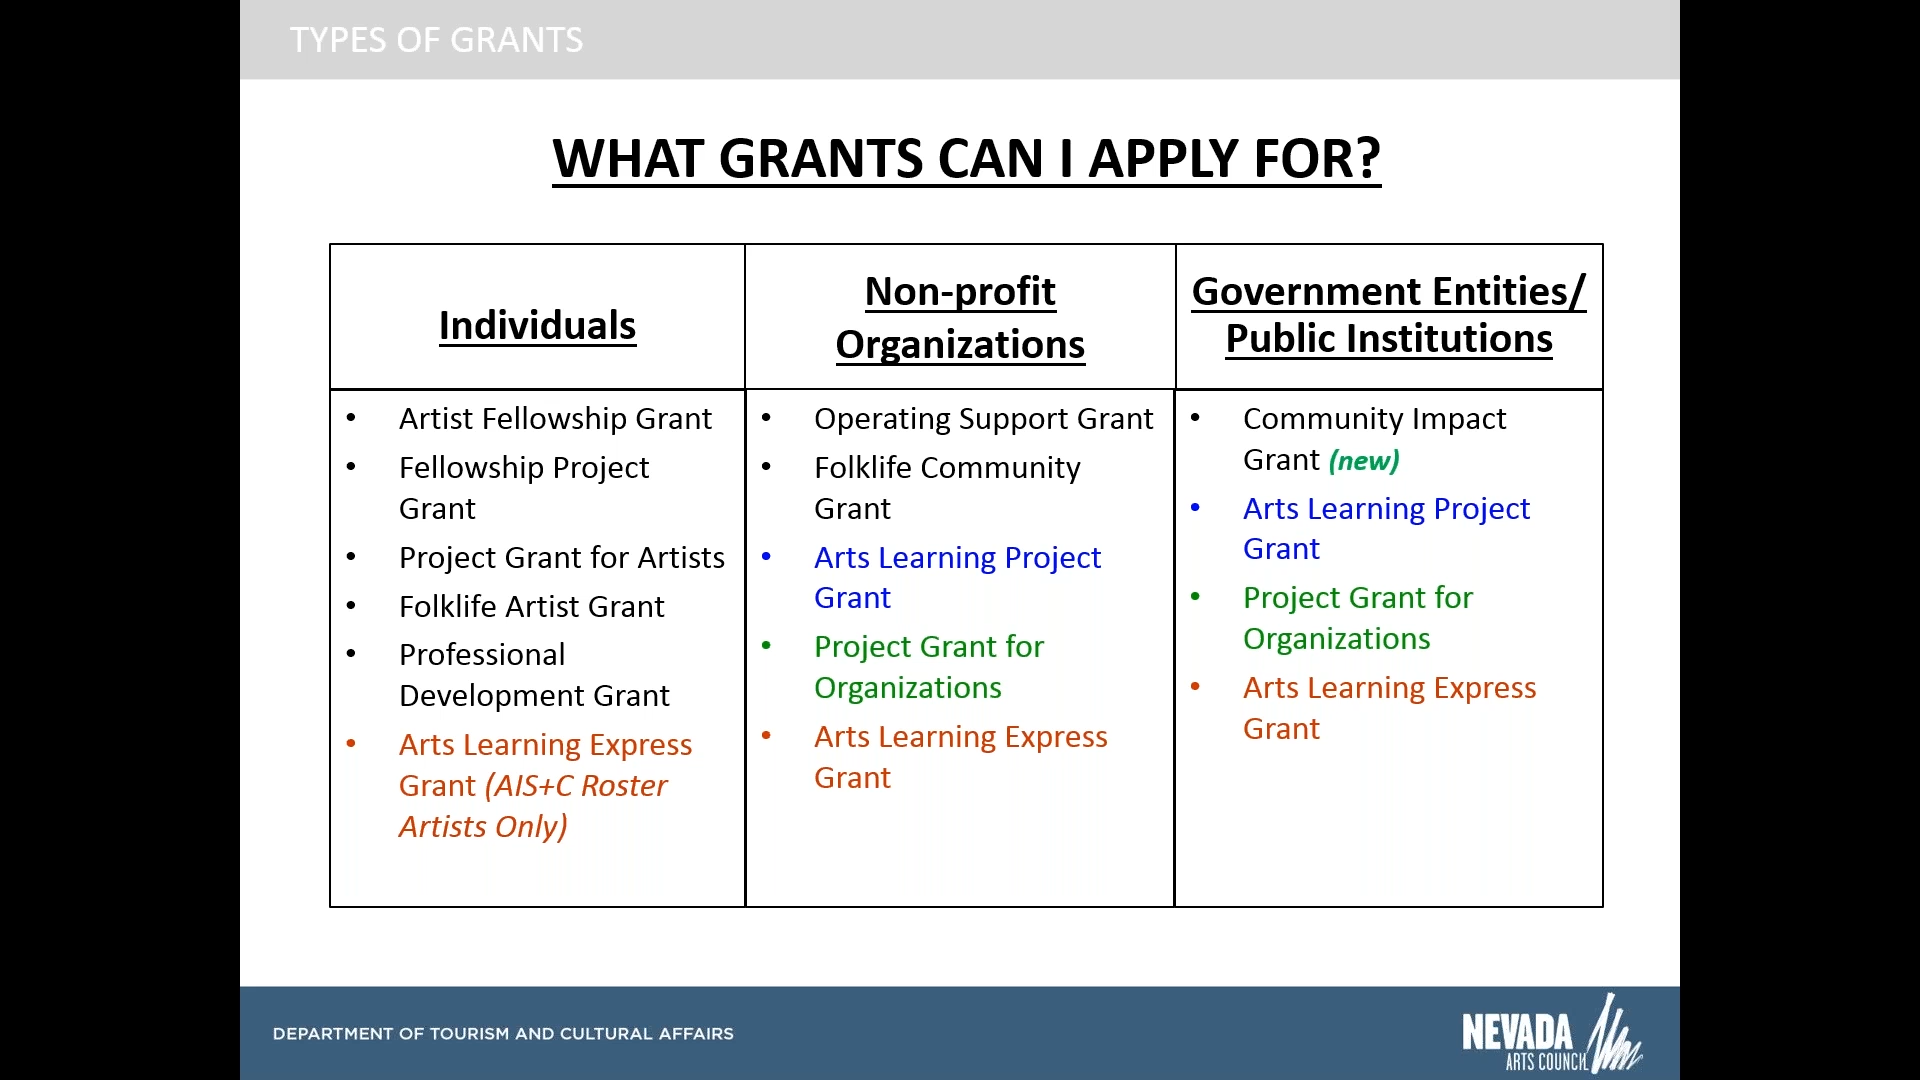 TYPES OF GRANTS
WHAT GRANTS CAN I APPLY FOR?
Individuals
Non-profit
Organizations
Government Entities/
Public Institutions
• Artist Fellowship Grant
• Fellowship Project
Grant
• Project Grant for Artists
• Folklife Artist Grant
• Professional
Development Grant
• Arts Learning Express
Grant (AIS+C Roster
Artists Only)
• Operating Support Grant
• Folklife Community
Grant
• Arts Learning Project
Grant
• Project Grant for
Organizations
• Arts Learning Express
Grant
• Community Impact
Grant (new)
• Arts Learning Project
Grant
• Project Grant for
Organizations
• Arts Learning Express
Grant
DEPARTMENT OF TOURISM AND CULTURAL AFFAIRS
NEVADA
ARTS COUNCIL